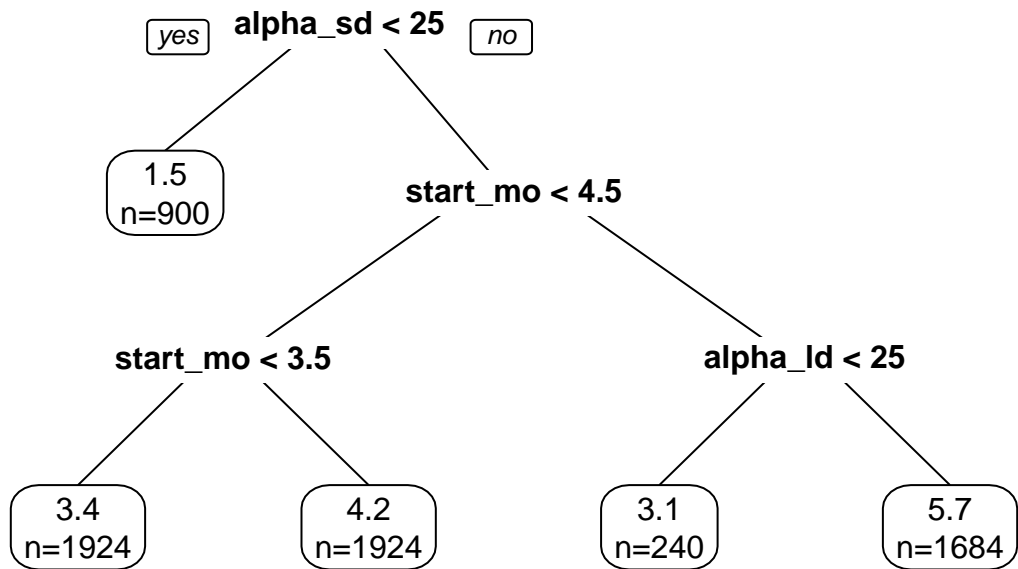 yes
alpha_sd < 25
no
1.5
n=900
start_mo < 4.5
start_mo < 3.5
alpha_ld < 25
3.4
n=1924
4.2
n=1924
3.1
n=240
5.7
n=1684